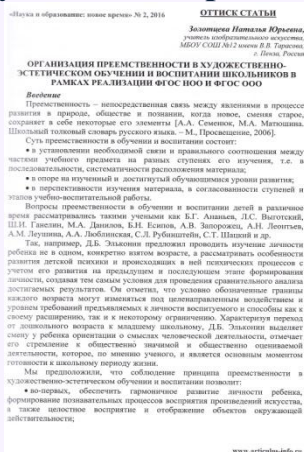 «Наука и образование: новое время» № 2, 2016
ОТТИСК СТАТЬИ
Золотцева Наталья Юрьевна,
учитель изобразительного искусства,
МБОУ СОШ №12 имени В.В. Тарасова,
г. Пенза, Россия
ОРГАНИЗАЦИЯ ПРЕЕМСТВЕННОСТИ В ХУДОЖЕСТВЕННО-
ЭСТЕТИЧЕСКОМ ОБУЧЕНИИ И ВОСПИТАНИИ ШКОЛЬНИКОВ В
РАМКАХ РЕАЛИЗАЦИИ ФГОС НОО И ФГОС ООО
Введение
Преемственность – непосредственная связь между явлениями в процессе
развития в природе, обществе и познании, когда новое, сменяя старое,
сохраняет в себе некоторые его элементы [А.А. Семенюк, М.А. Матюшина.
Школьный толковый словарь русского языка. – М., Просвещение, 2006].
Суть преемственности в обучении и воспитании состоит:
• в установлении необходимой связи и правильного соотношения между
частями учебного предмета на разных ступенях его изучения, т.е. в
последовательности, систематичности расположения материала;
• в опоре на изученный и достигнутый обучающимися уровни развития;
• в перспективности изучения материала, в согласованности ступеней и
этапов учебно-воспитательной работы.
Вопросы преемственности в обучении и воспитании детей в различное
время рассматривались такими учеными как Б.Г. Ананьев, Л.С. Выготский,
Ш.И. Ганелин, М.А. Данилов, Б.Н. Есипов, А.В. Запорожец, А.Н. Леонтьев,
А.М. Леушина, А.А. Люблинская, С.Л. Рубинштейн, С.Т. Шацкий и др.
Так, например, Д.Б. Эльконин предложил проводить изучение личности
ребенка не в одном, конкретно взятом возрасте, а рассматривать особенности
развития детской психики и происходящих в ней психических процессов с
учетом его развития на предыдущем и последующем этапе формирования
личности, создавая тем самым условия для проведения сравнительного анализа
достигаемых результатов. Он отметил, что условно обозначенные границы
каждого возраста могут изменяться под целенаправленным воздействием и
уровнем требований предъявляемых к личности воспитуемого и способны как к
своему расширению, так и к некоторому ограничению. Характеризуя переход
от дошкольного возраста к младшему школьному, Д.Б. Эльконин выделяет
смену у ребенка ориентации о смыслах человеческой деятельности, отмечает
его стремление к общественно значимой и общественно оцениваемой
деятельности, которое, по мнению ученого, и является основным моментом
готовности к школьному периоду жизни.
Мы предположили, что соблюдение принципа преемственности в
художественно-эстетическом обучении и воспитании позволит:
• во-первых, обеспечить гармоничное развитие личности ребенка,
формирование познавательных процессов восприятия произведений искусства,
а также целостное восприятие и отображение объектов окружающей
действительности;
www.articulus-info.ru